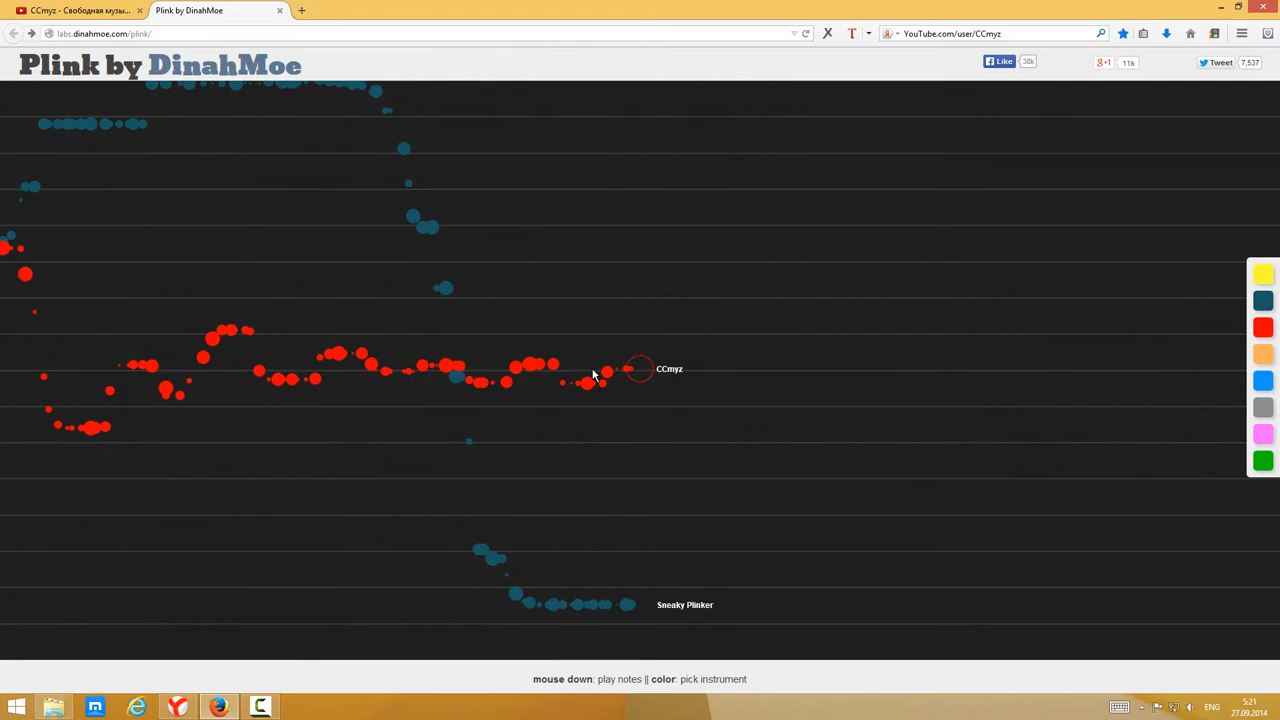 CCmyz - Свободная музы...
Plink by DinahMoe
labs.dinahmoe.com/plink/
YouTube.com/user/CCmyz
Plink by DinahMoe
Like 38k
g+1 11k
Tweet 7,537
CCmyz
Sneaky Plinker
mouse down: play notes || color: pick instrument
ENG
5:21
27.09.2014